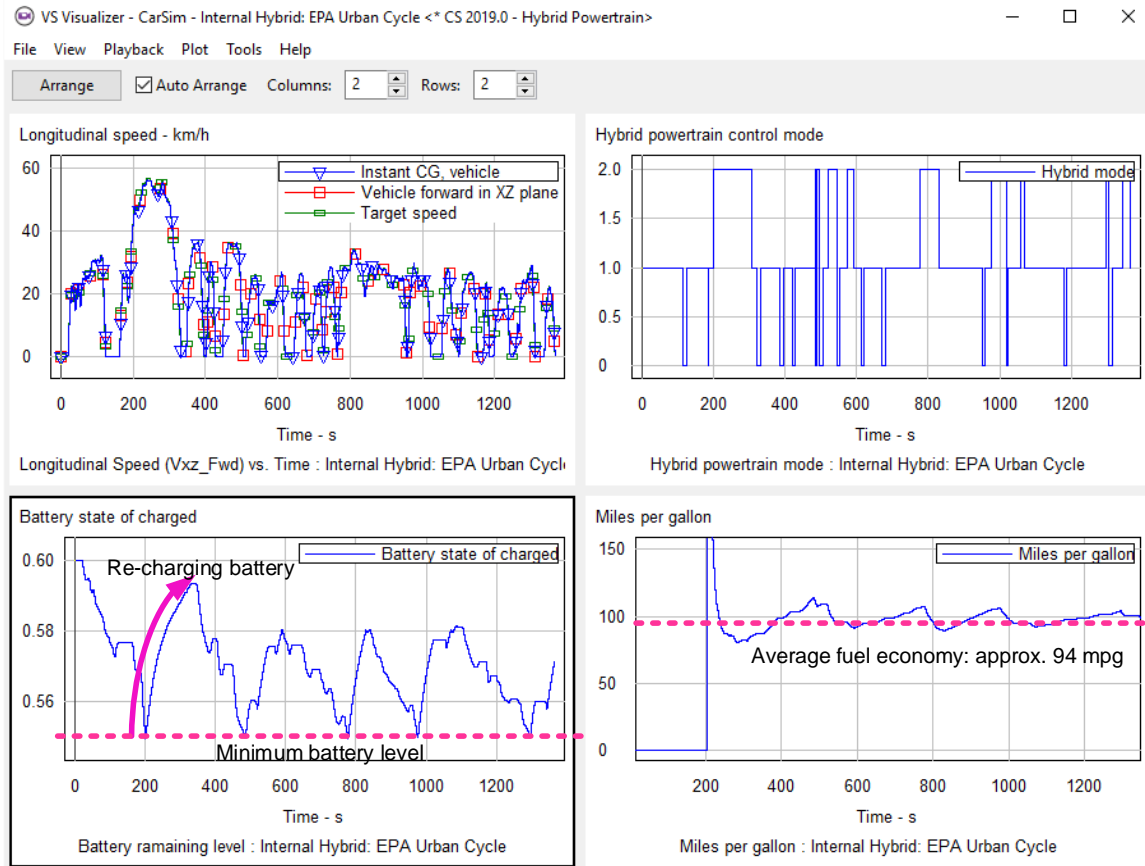 VS Visualizer - CarSim - Internal Hybrid: EPA Urban Cycle <* CS 2019.0 - Hybrid Powertrain>
File View Playback Plot Tools Help
Arrange Auto Arrange Columns: 2 Rows: 2
Longitudinal speed - km/h
60
40
20
0
Instant CG, vehicle
Vehicle forward in XZ plane
Target speed
0 200 400 600 800 1000 1200
Time - s
Longitudinal Speed (Vxz_Fwd) vs. Time : Internal Hybrid: EPA Urban Cycle
Hybrid powertrain control mode
2.0
1.5
1.0
0.5
0
Hybrid mode
0 200 400 600 800 1000 1200
Time - s
Hybrid powertrain mode : Internal Hybrid: EPA Urban Cycle
Battery state of charged
0.60
0.58
0.56
Battery state of charged
Re-charging battery
Minimum battery level
0 200 400 600 800 1000 1200
Time - s
Battery ramaining level : Internal Hybrid: EPA Urban Cycle
Miles per gallon
150
100
50
0
Miles per gallon
Average fuel economy: approx. 94 mpg
200 400 600 800 1000 1200
Time - s
Miles per gallon : Internal Hybrid: EPA Urban Cycle